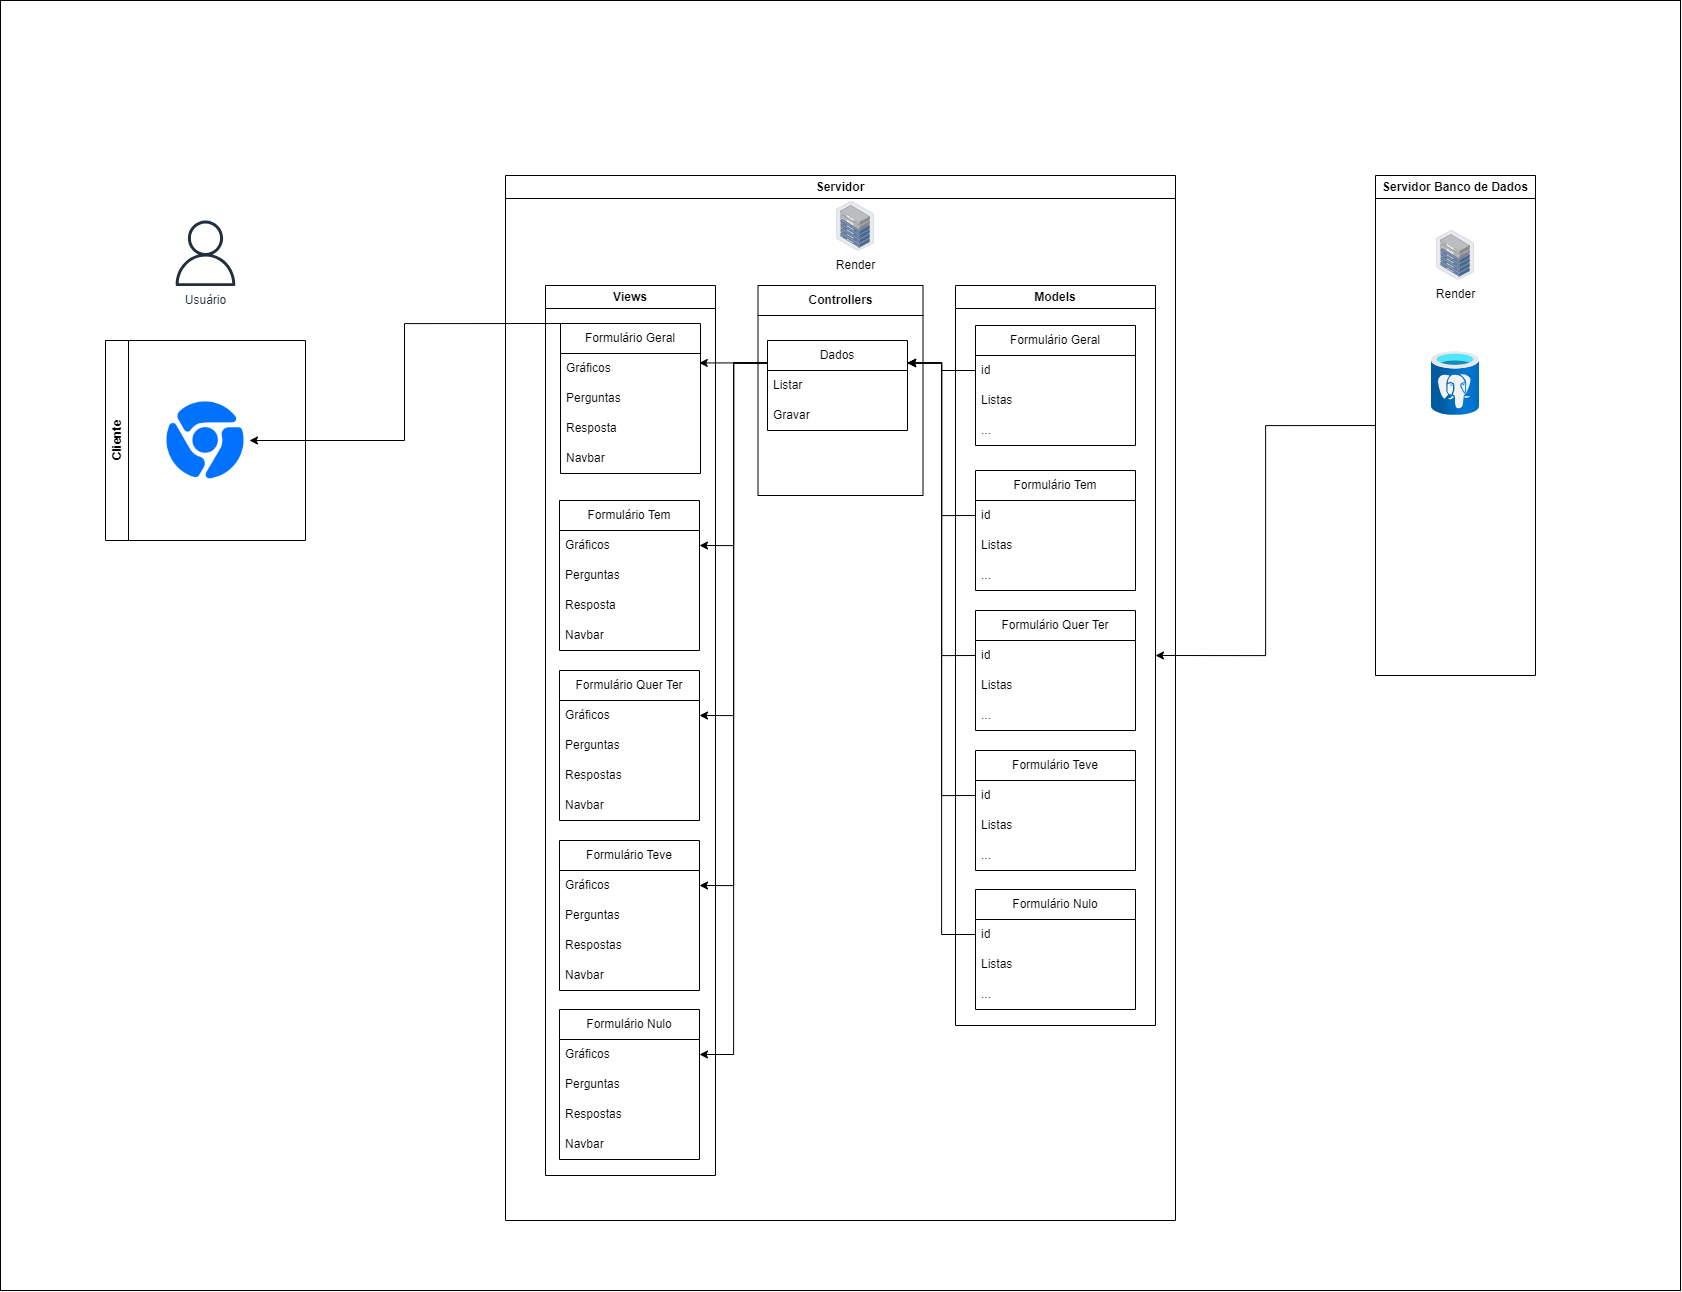 Usuário
Cliente
Servidor
Render
Views
Formulário Geral
Gráficos
Perguntas
Resposta
Navbar
Formulário Tem
Gráficos
Perguntas
Resposta
Navbar
Formulário Quer Ter
Gráficos
Perguntas
Respostas
Navbar
Formulário Teve
Gráficos
Perguntas
Respostas
Navbar
Formulário Nulo
Gráficos
Perguntas
Respostas
Navbar
Controllers
Dados
Listar
Gravar
Models
Formulário Geral
id
Listas
...
Formulário Tem
id
Listas
...
Formulário Quer Ter
id
Listas
...
Formulário Teve
id
Listas
...
Formulário Nulo
id
Listas
...
Servidor Banco de Dados
Render